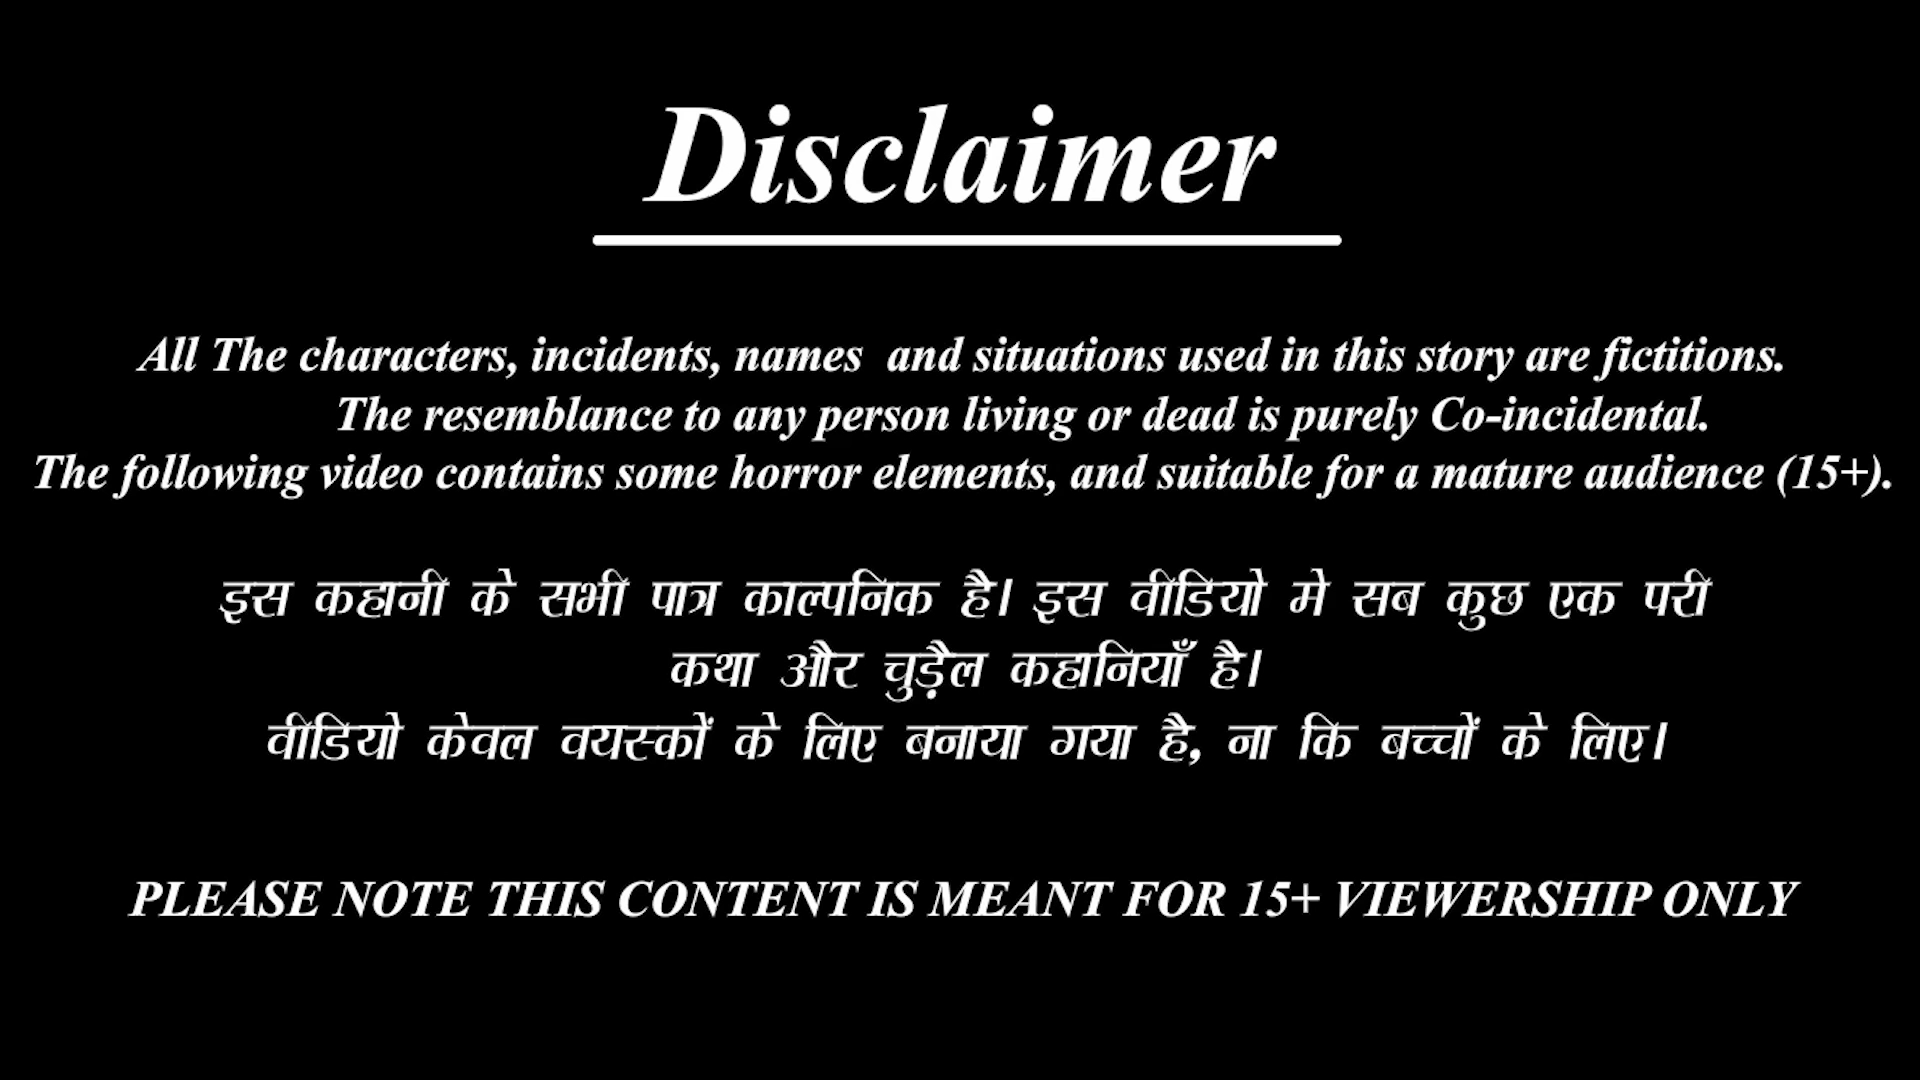 Disclaimer
All The characters, incidents, names and situations used in this story are fictitions.
The resemblance to any person living or dead is purely Co-incidental.
The following video contains some horror elements, and suitable for a mature audience (15+).
इस कहानी के सभी पात्र काल्पनिक है। इस वीडियो मे सब कुछ एक परी
कथा और चुड़ैल कहानियाँ है।
वीडियो केवल वयस्कों के लिए बनाया गया है, ना कि बच्चों के लिए।
PLEASE NOTE THIS CONTENT IS MEANT FOR 15+ VIEWERSHIP ONLY